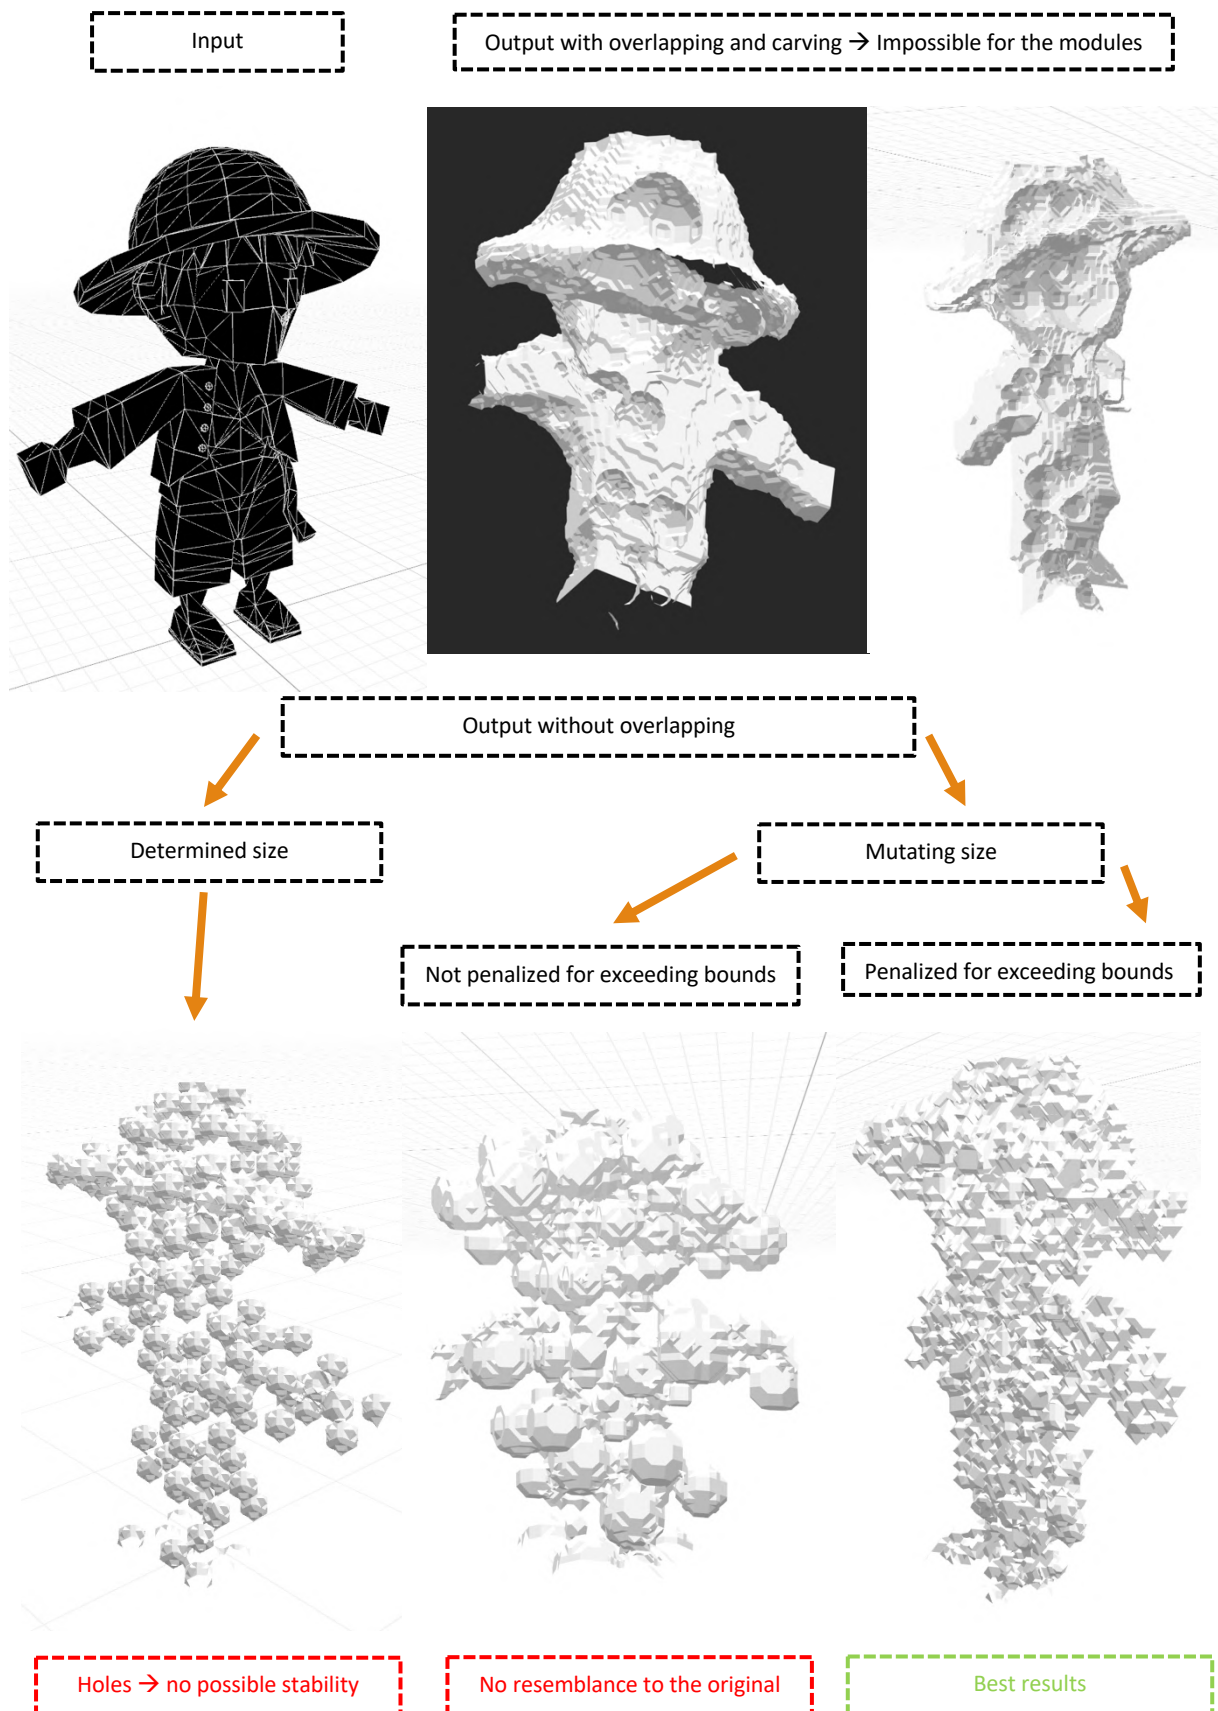 Input
Output with overlapping and carving → Impossible for the modules
Output without overlapping
Determined size
Mutating size
Not penalized for exceeding bounds
Penalized for exceeding bounds
Holes → no possible stability
No resemblance to the original
Best results